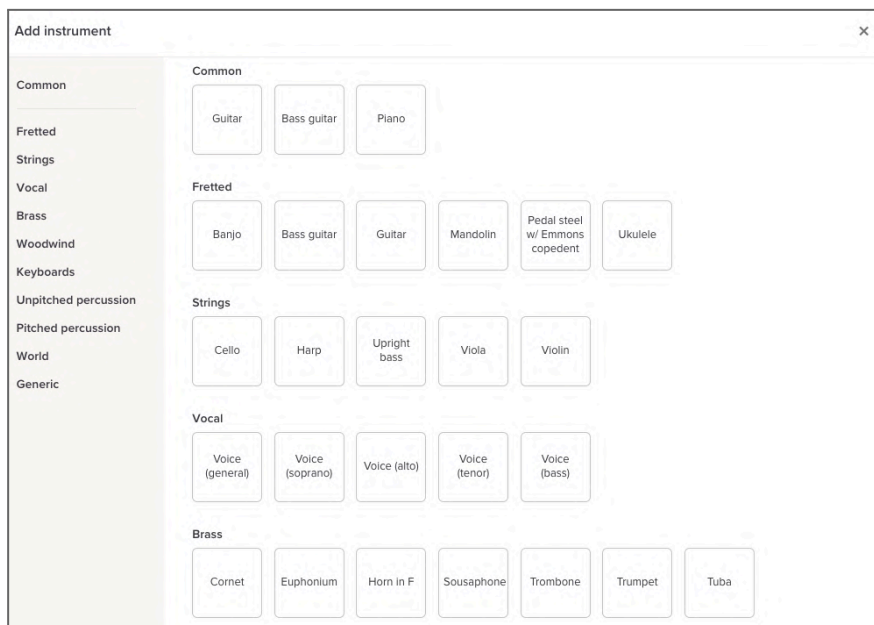 Add instrument
×
Common
Fretted
Strings
Vocal
Brass
Woodwind
Keyboards
Unpitched percussion
Pitched percussion
World
Generic
Common
Guitar
Bass guitar
Piano
Fretted
Banjo
Bass guitar
Guitar
Mandolin
Pedal steel
w/ Emmons
copedent
Ukulele
Strings
Cello
Harp
Upright
bass
Viola
Violin
Vocal
Voice
(general)
Voice
(soprano)
Voice (alto)
Voice
(tenor)
Voice
(bass)
Brass
Cornet
Euphonium
Horn in F
Sousaphone
Trombone
Trumpet
Tuba